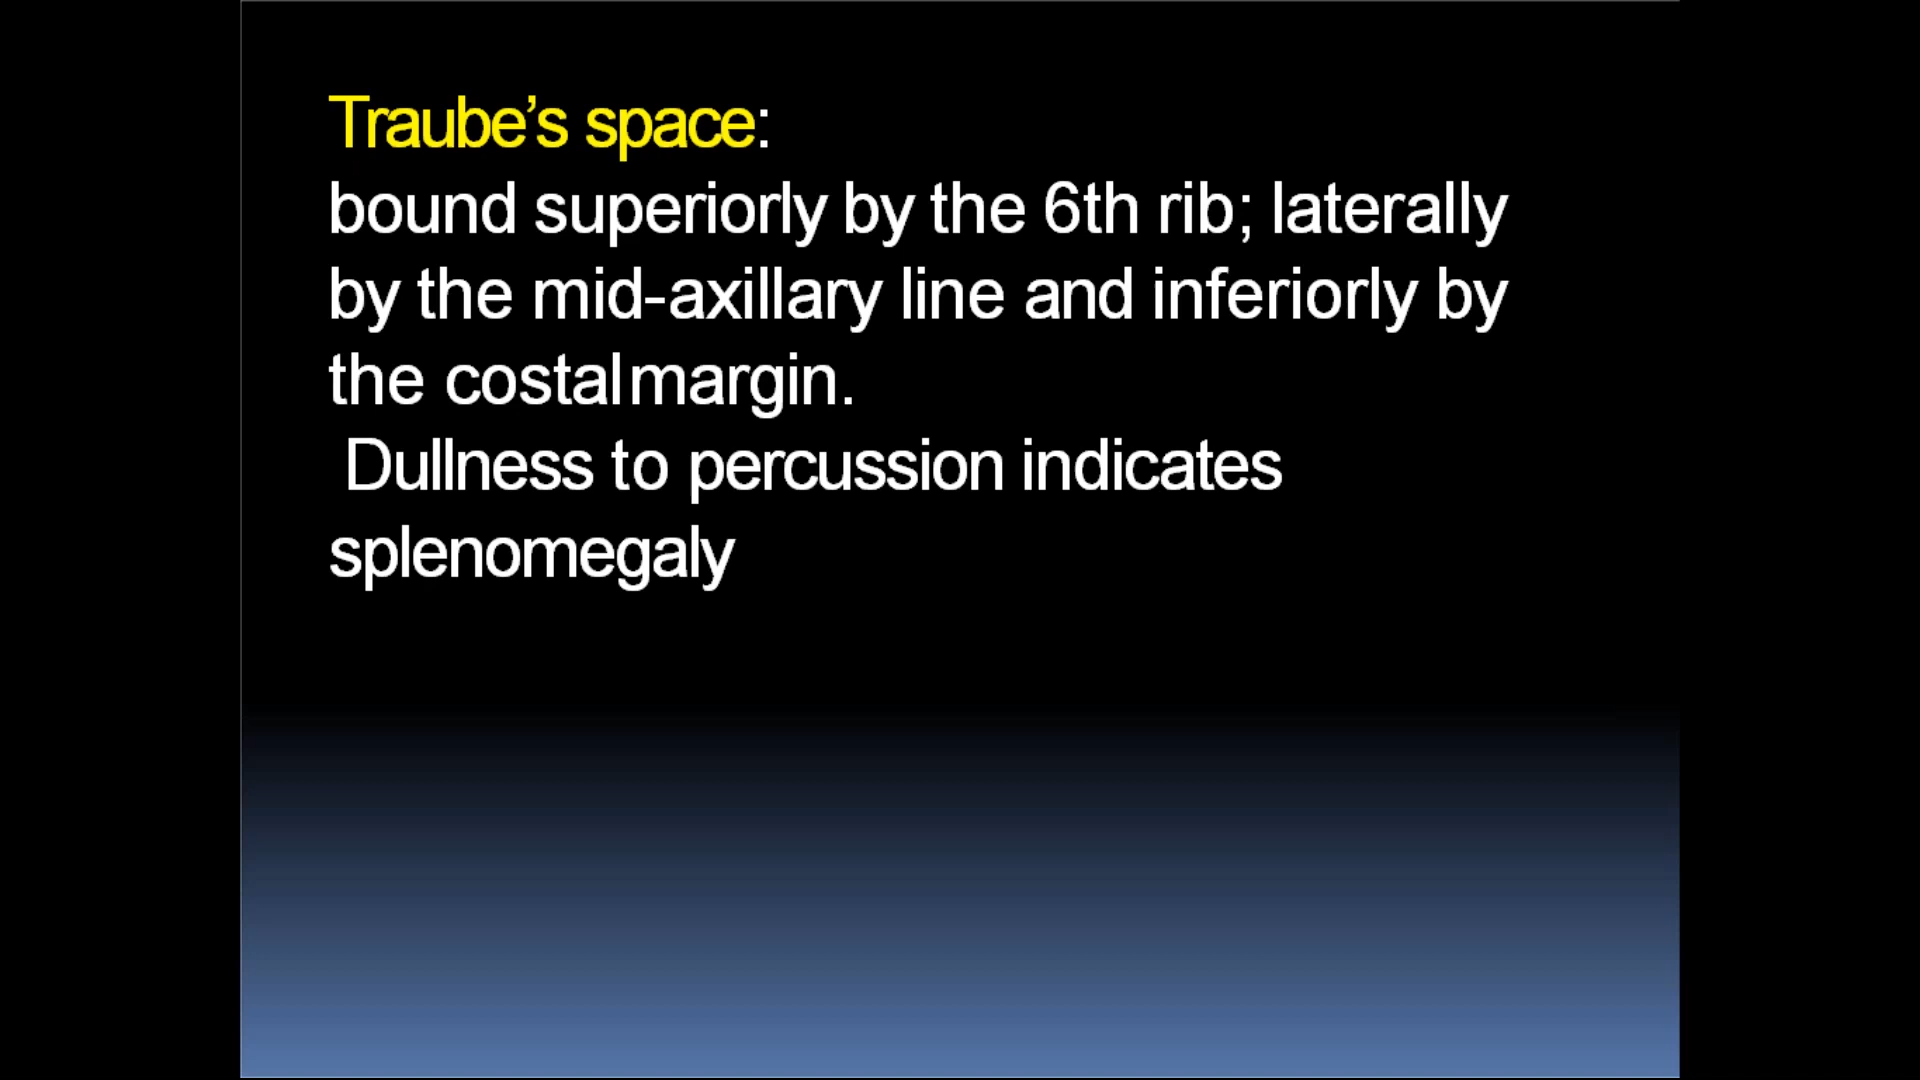 Traube’s space:
bound superiorly by the 6th rib; laterally
by the mid-axillary line and inferiorly by
the costal margin.
Dullness to percussion indicates
splenomegaly